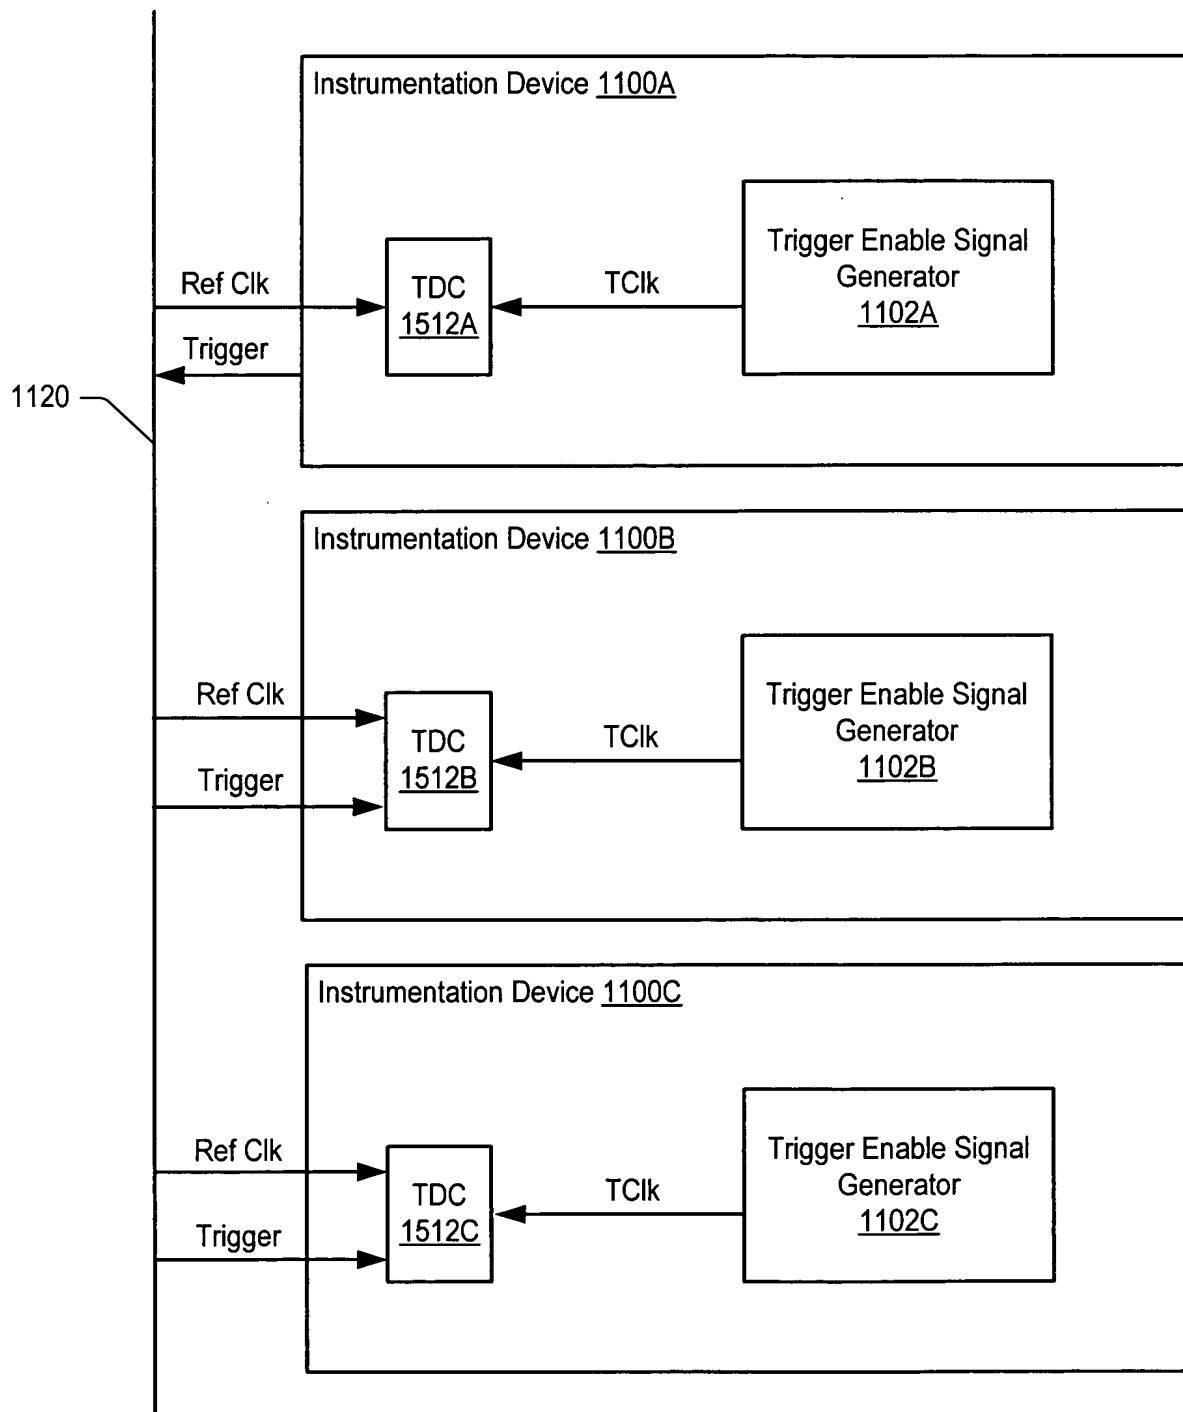 Instrumentation Device 1100A
Trigger Enable Signal
Generator
1102A
Ref Clk
TDC
1512A
TClk
Trigger
1120
Instrumentation Device 1100B
Trigger Enable Signal
Generator
1102B
Ref Clk
TDC
1512B
TClk
Trigger
Instrumentation Device 1100C
Trigger Enable Signal
Generator
1102C
Ref Clk
TDC
1512C
TClk
Trigger